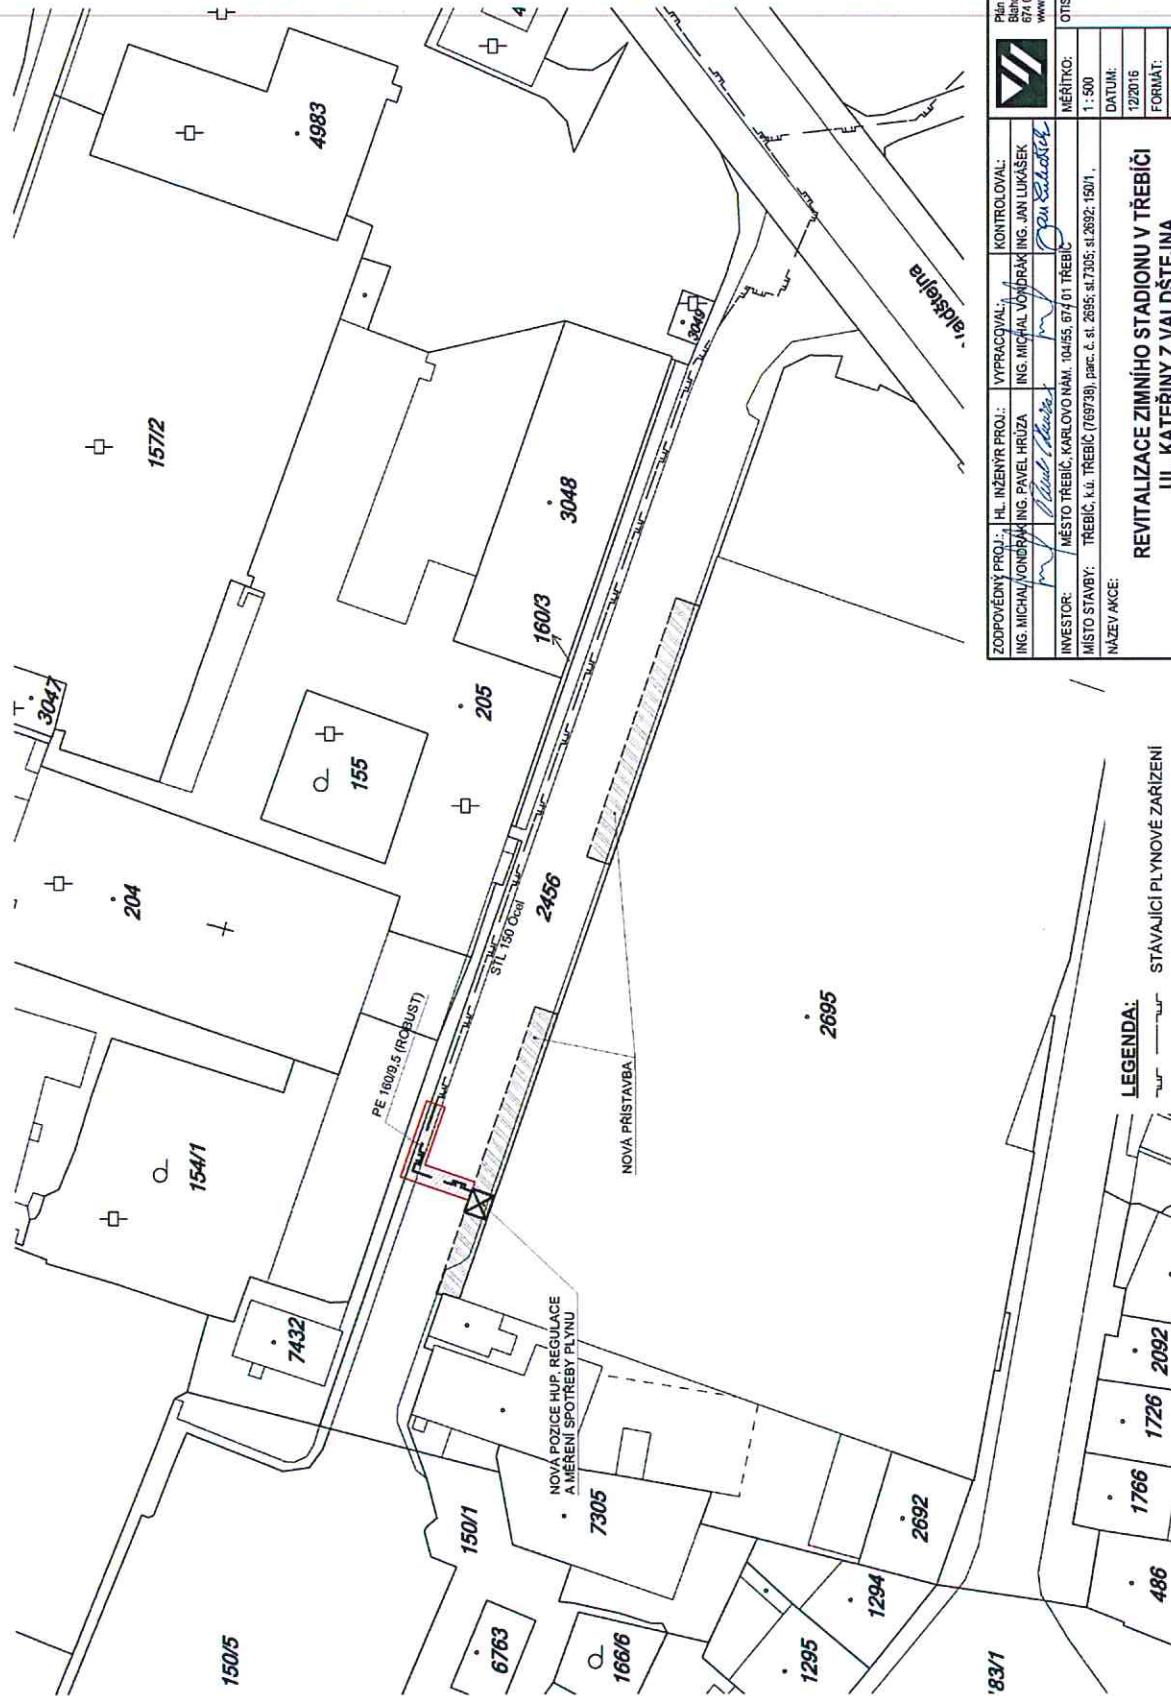 4983
157/2
3049
3048
160/3
3047
205
155
204
2456
STL 150 Ocel
PE 160/9,5 (ROBUST)
154/1
2695
NOVÁ PŘÍSTAVBA
7432
NOVÁ POZICE HUP, REGULACE
A MĚŘENÍ SPOTŘEBY PLYNU
150/1
7305
150/5
6763
166/6
2692
1294
1295
486
1766
1726
2092
LEGENDA:
STÁVAJÍCÍ PLYNOVÉ ZAŘÍZENÍ
ZODPOVĚDNÝ PROJ.:
HL. INŽENÝR PROJ.:
VYPRACOVAL:
KONTROLOVAL:
ING. MICHAL VONDRÁK
ING. PAVEL HRŮZA
ING. MICHAL VONDRÁK
ING. JAN LUKÁŠEK
INVESTOR: MĚSTO TŘEBÍČ, KARLOVO NÁM. 104/55, 674 01 TŘEBÍČ
MÍSTO STAVBY: TŘEBÍČ, k.ú. TŘEBÍČ (769738), parc. č. st. 2695; st.7305; st.2692; 150/1,
NÁZEV AKCE:
REVITALIZACE ZIMNÍHO STADIONU V TŘEBÍČI
UL. KATEŘINY Z VALDŠTEJNA
MĚŘÍTKO:
1 : 500
DATUM:
12/2016
FORMÁT: